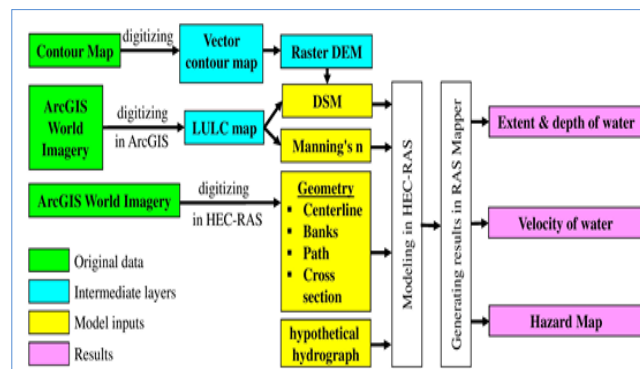 Contour Map
digitizing
Vector
contour map
Raster DEM
ArcGIS
World
Imagery
digitizing
in ArcGIS
LULC map
DSM
Manning's n
ArcGIS World Imagery
digitizing
in HEC-RAS
Geometry
▪ Centerline
▪ Banks
▪ Path
▪ Cross
section
hypothetical
hydrograph
Modeling in HEC-RAS
Generating results in RAS Mapper
Extent & depth of water
Velocity of water
Hazard Map
Original data
Intermediate layers
Model inputs
Results